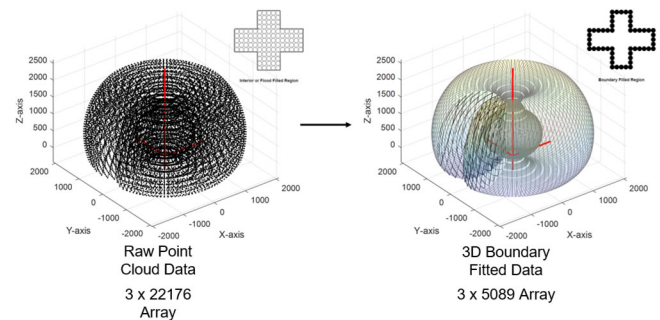 Interior or Flood Filled Region
Boundary Filled Region
2500
2000
1500
1000
500
0
Z-axis
2000
1000
0
-1000
-2000
Y-axis
2000
1000
0
-1000
-2000
X-axis
2500
2000
1500
1000
500
0
Z-axis
2000
1000
0
-1000
-2000
Y-axis
2000
1000
0
-1000
-2000
X-axis
Raw Point
Cloud Data
3 x 22176
Array
3D Boundary
Fitted Data
3 x 5089 Array